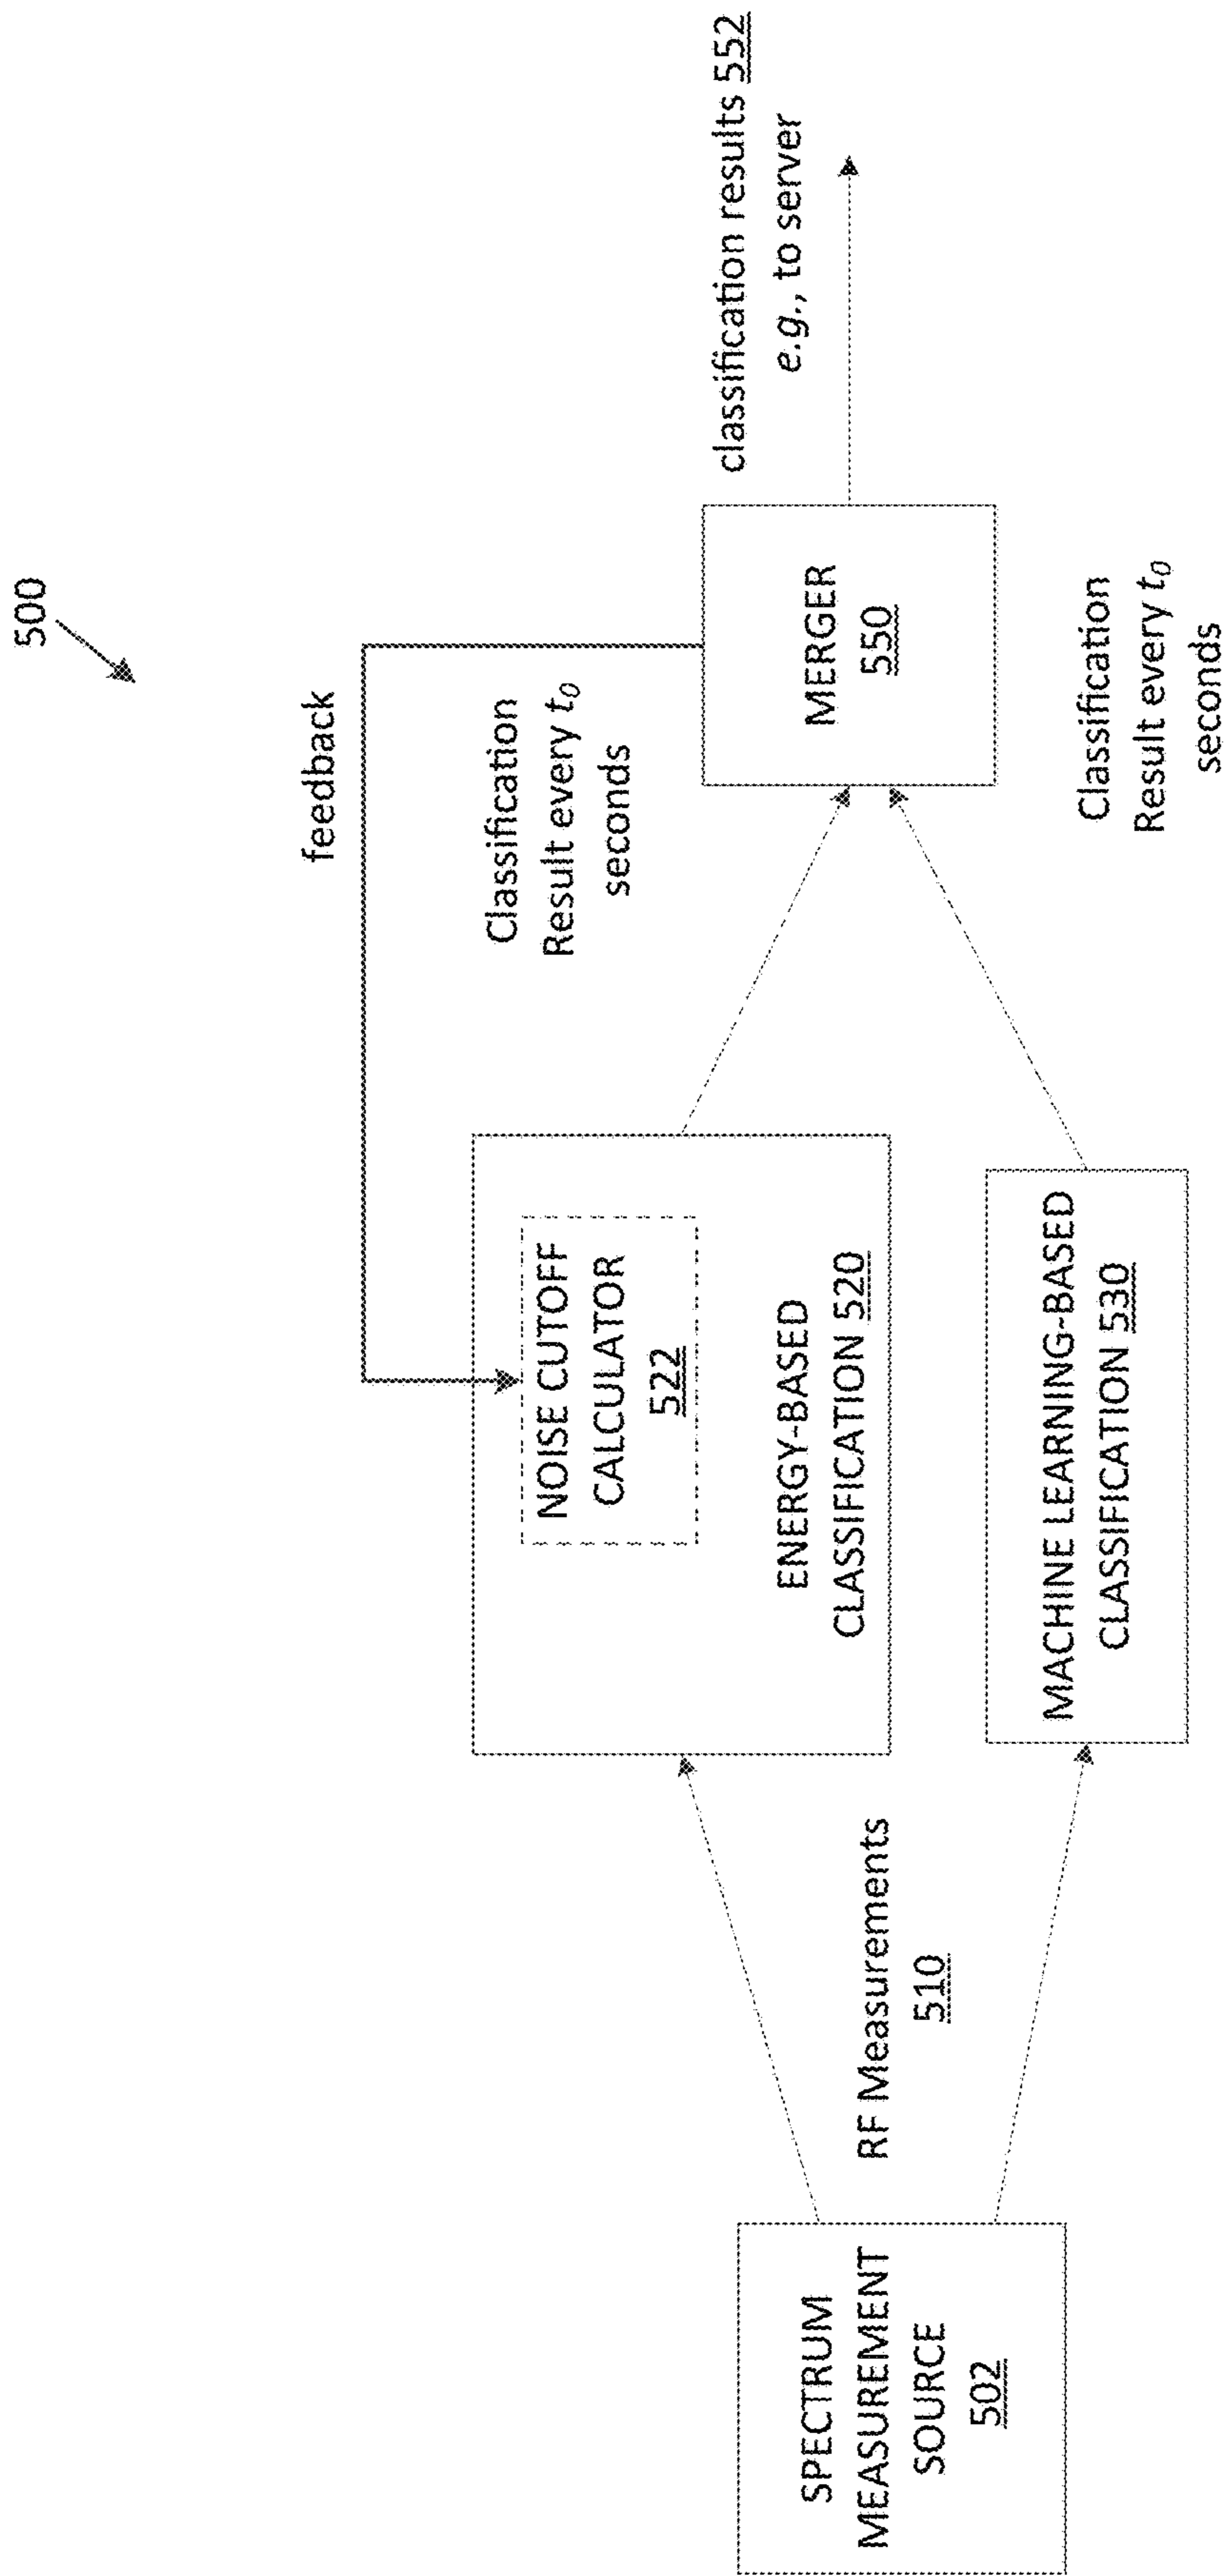 500
feedback
Classification
Result every t0
seconds
classification results 552
e.g., to server
NOISE CUTOFF
CALCULATOR
522
ENERGY-BASED
CLASSIFICATION 520
MERGER
550
SPECTRUM
MEASUREMENT
SOURCE
502
RF Measurements
510
MACHINE LEARNING-BASED
CLASSIFICATION 530
Classification
Result every t0
seconds